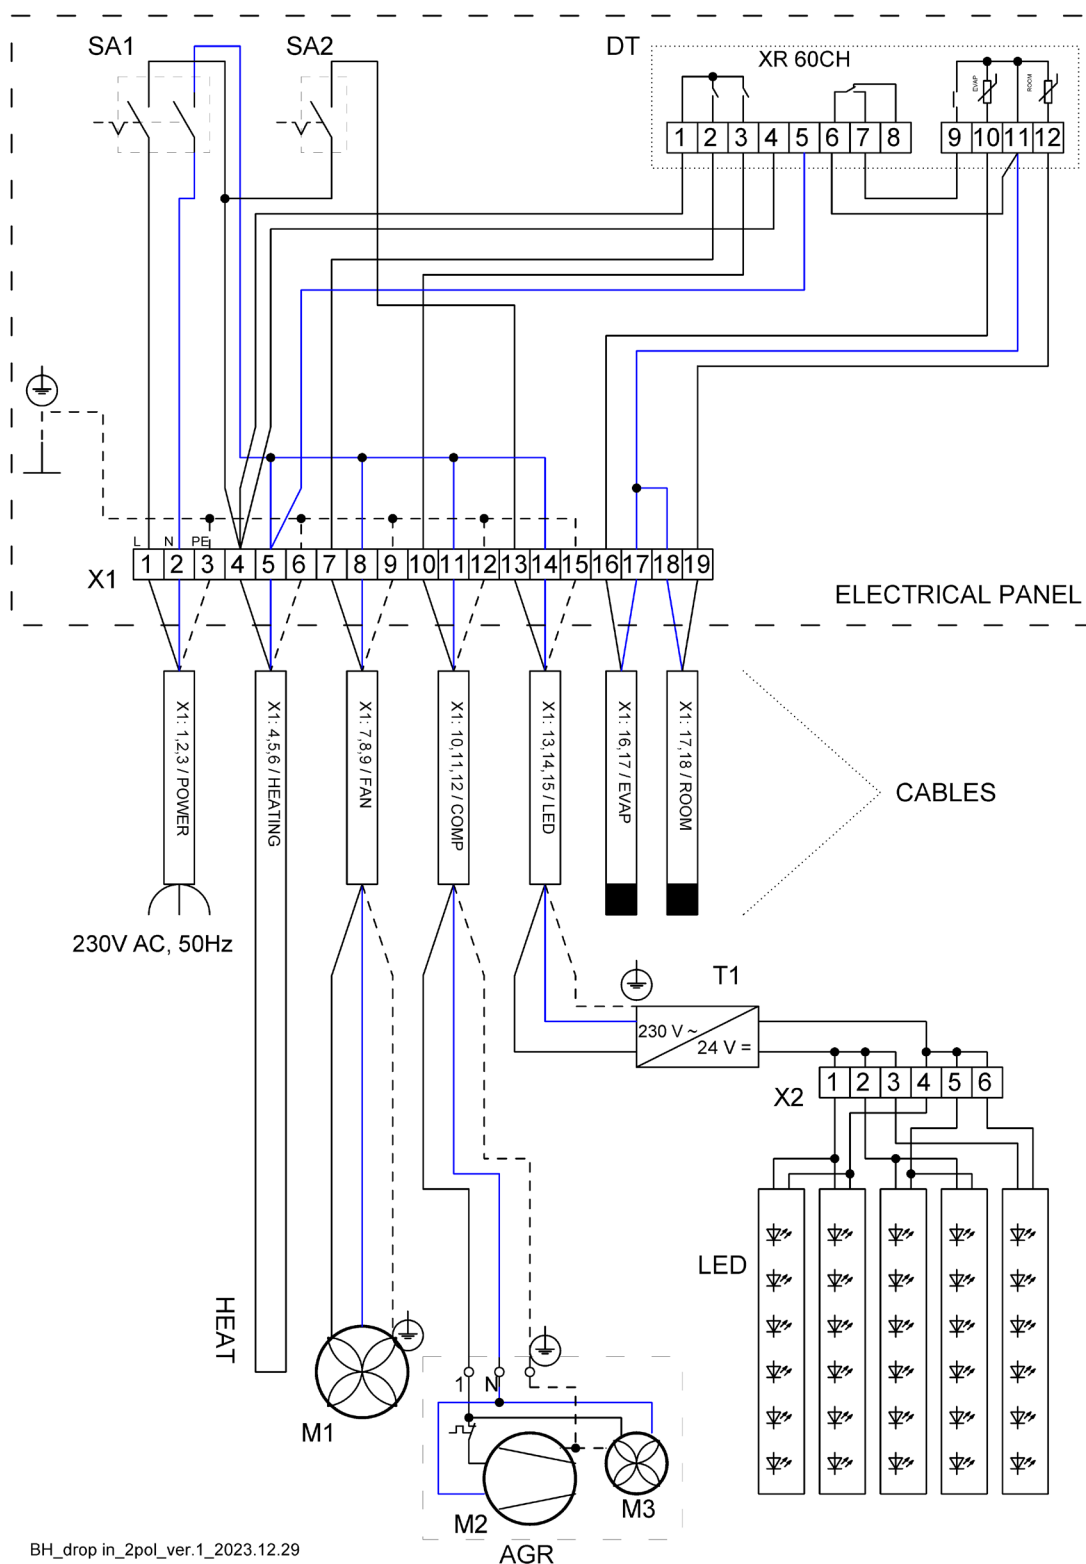 SA1 SA2 DT
XR 60CH
EVAP ROOM
1 2 3 4 5 6 7 8 9 10 11 12
L N PE
X1 1 2 3 4 5 6 7 8 9 10 11 12 13 14 15 16 17 18 19
ELECTRICAL PANEL
X1: 1,2,3 / POWER
X1: 4,5,6 / HEATING
X1: 7,8,9 / FAN
X1: 10,11,12 / COMP
X1: 13,14,15 / LED
X1: 16,17 / EVAP
X1: 17,18 / ROOM
CABLES
230V AC, 50Hz
T1
230 V ~
24 V =
X2 1 2 3 4 5 6
LED
HEAT
M1
1 N
M2
M3
AGR
BH_drop in_2pol_ver.1_2023.12.29